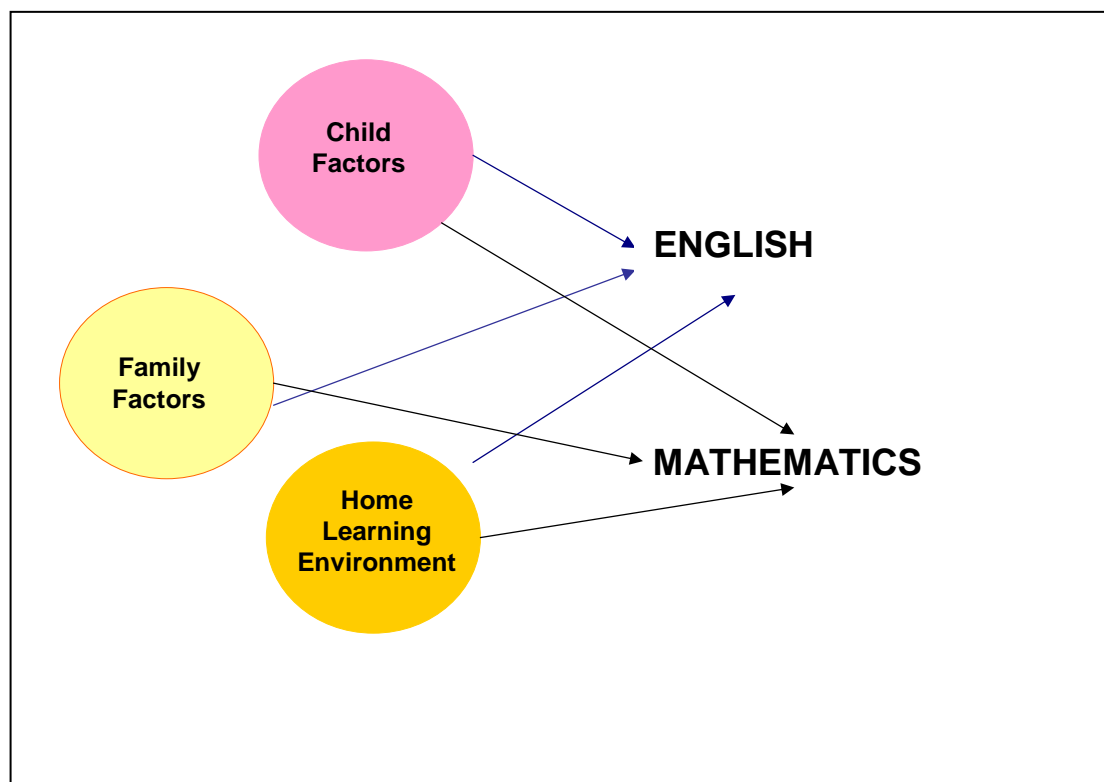 Child
Factors
ENGLISH
Family
Factors
MATHEMATICS
Home
Learning
Environment